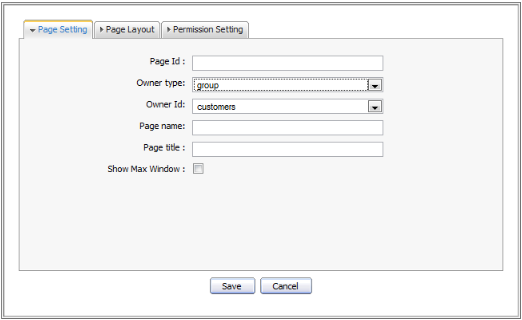 Page Setting Page Layout Permission Setting
Page Id :
Owner type: group
Owner Id: customers
Page name:
Page title :
Show Max Window :
Save Cancel